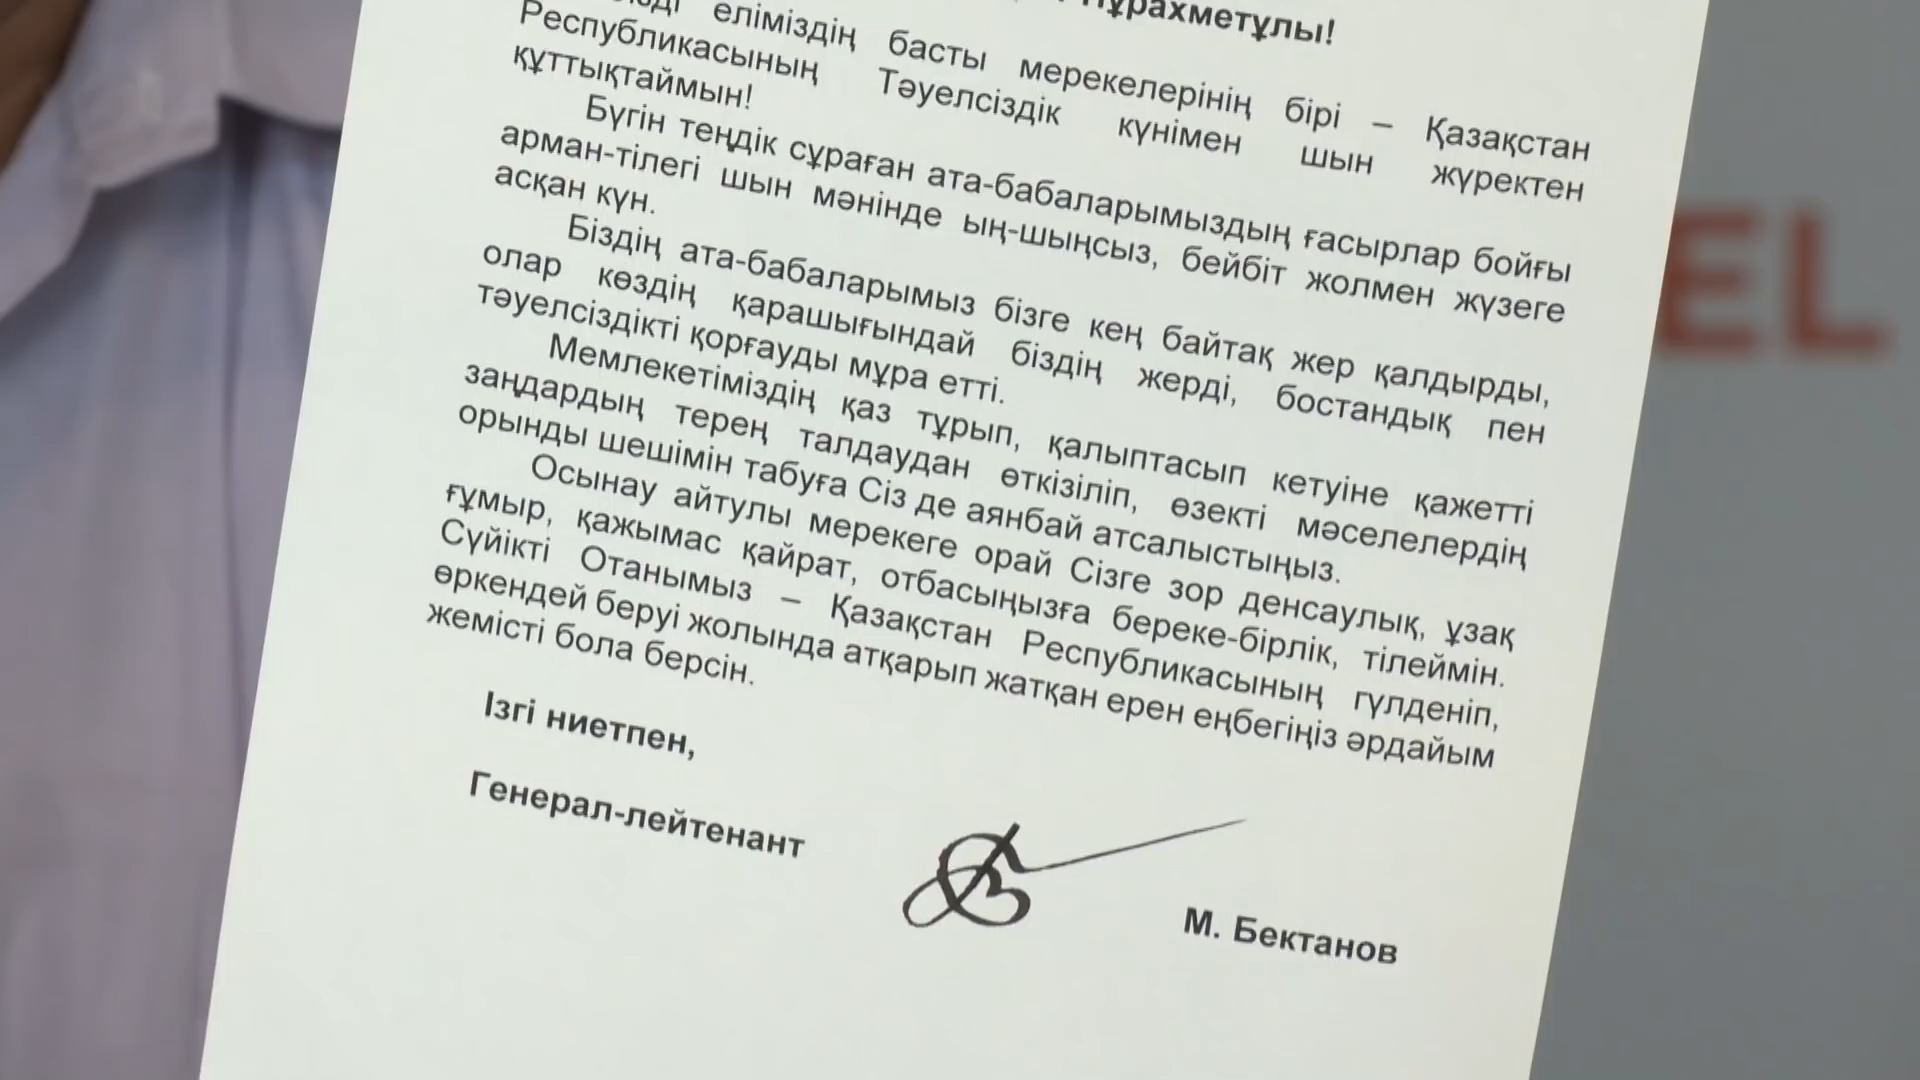 Нұрахметұлы!
еліміздің басты мерекелерінің бірі – Қазақстан
Республикасының Тәуелсіздік күнімен шын жүректен
құттықтаймын!
Бүгін теңдік сұраған ата-бабаларымыздың ғасырлар бойғы
арман-тілегі шын мәнінде ың-шыңсыз, бейбіт жолмен жүзеге
асқан күн.
Біздің ата-бабаларымыз бізге кең байтақ жер қалдырды,
олар көздің қарашығындай біздің жерді, бостандық пен
тәуелсіздікті қорғауды мұра етті.
Мемлекетіміздің қаз тұрып, қалыптасып кетуіне қажетті
заңдардың терең талдаудан өткізіліп, өзекті мәселелердің
орынды шешімін табуға Сіз де аянбай атсалыстыңыз.
Осынау айтулы мерекеге орай Сізге зор денсаулық, ұзақ
ғұмыр, қажымас қайрат, отбасыңызға береке-бірлік, тілеймін.
Сүйікті Отанымыз – Қазақстан Республикасының гүлденіп,
өркендей беруі жолында атқарып жатқан ерен еңбегіңіз әрдайым
жемісті бола берсін.
Ізгі ниетпен,
Генерал-лейтенант
М. Бектанов
EL